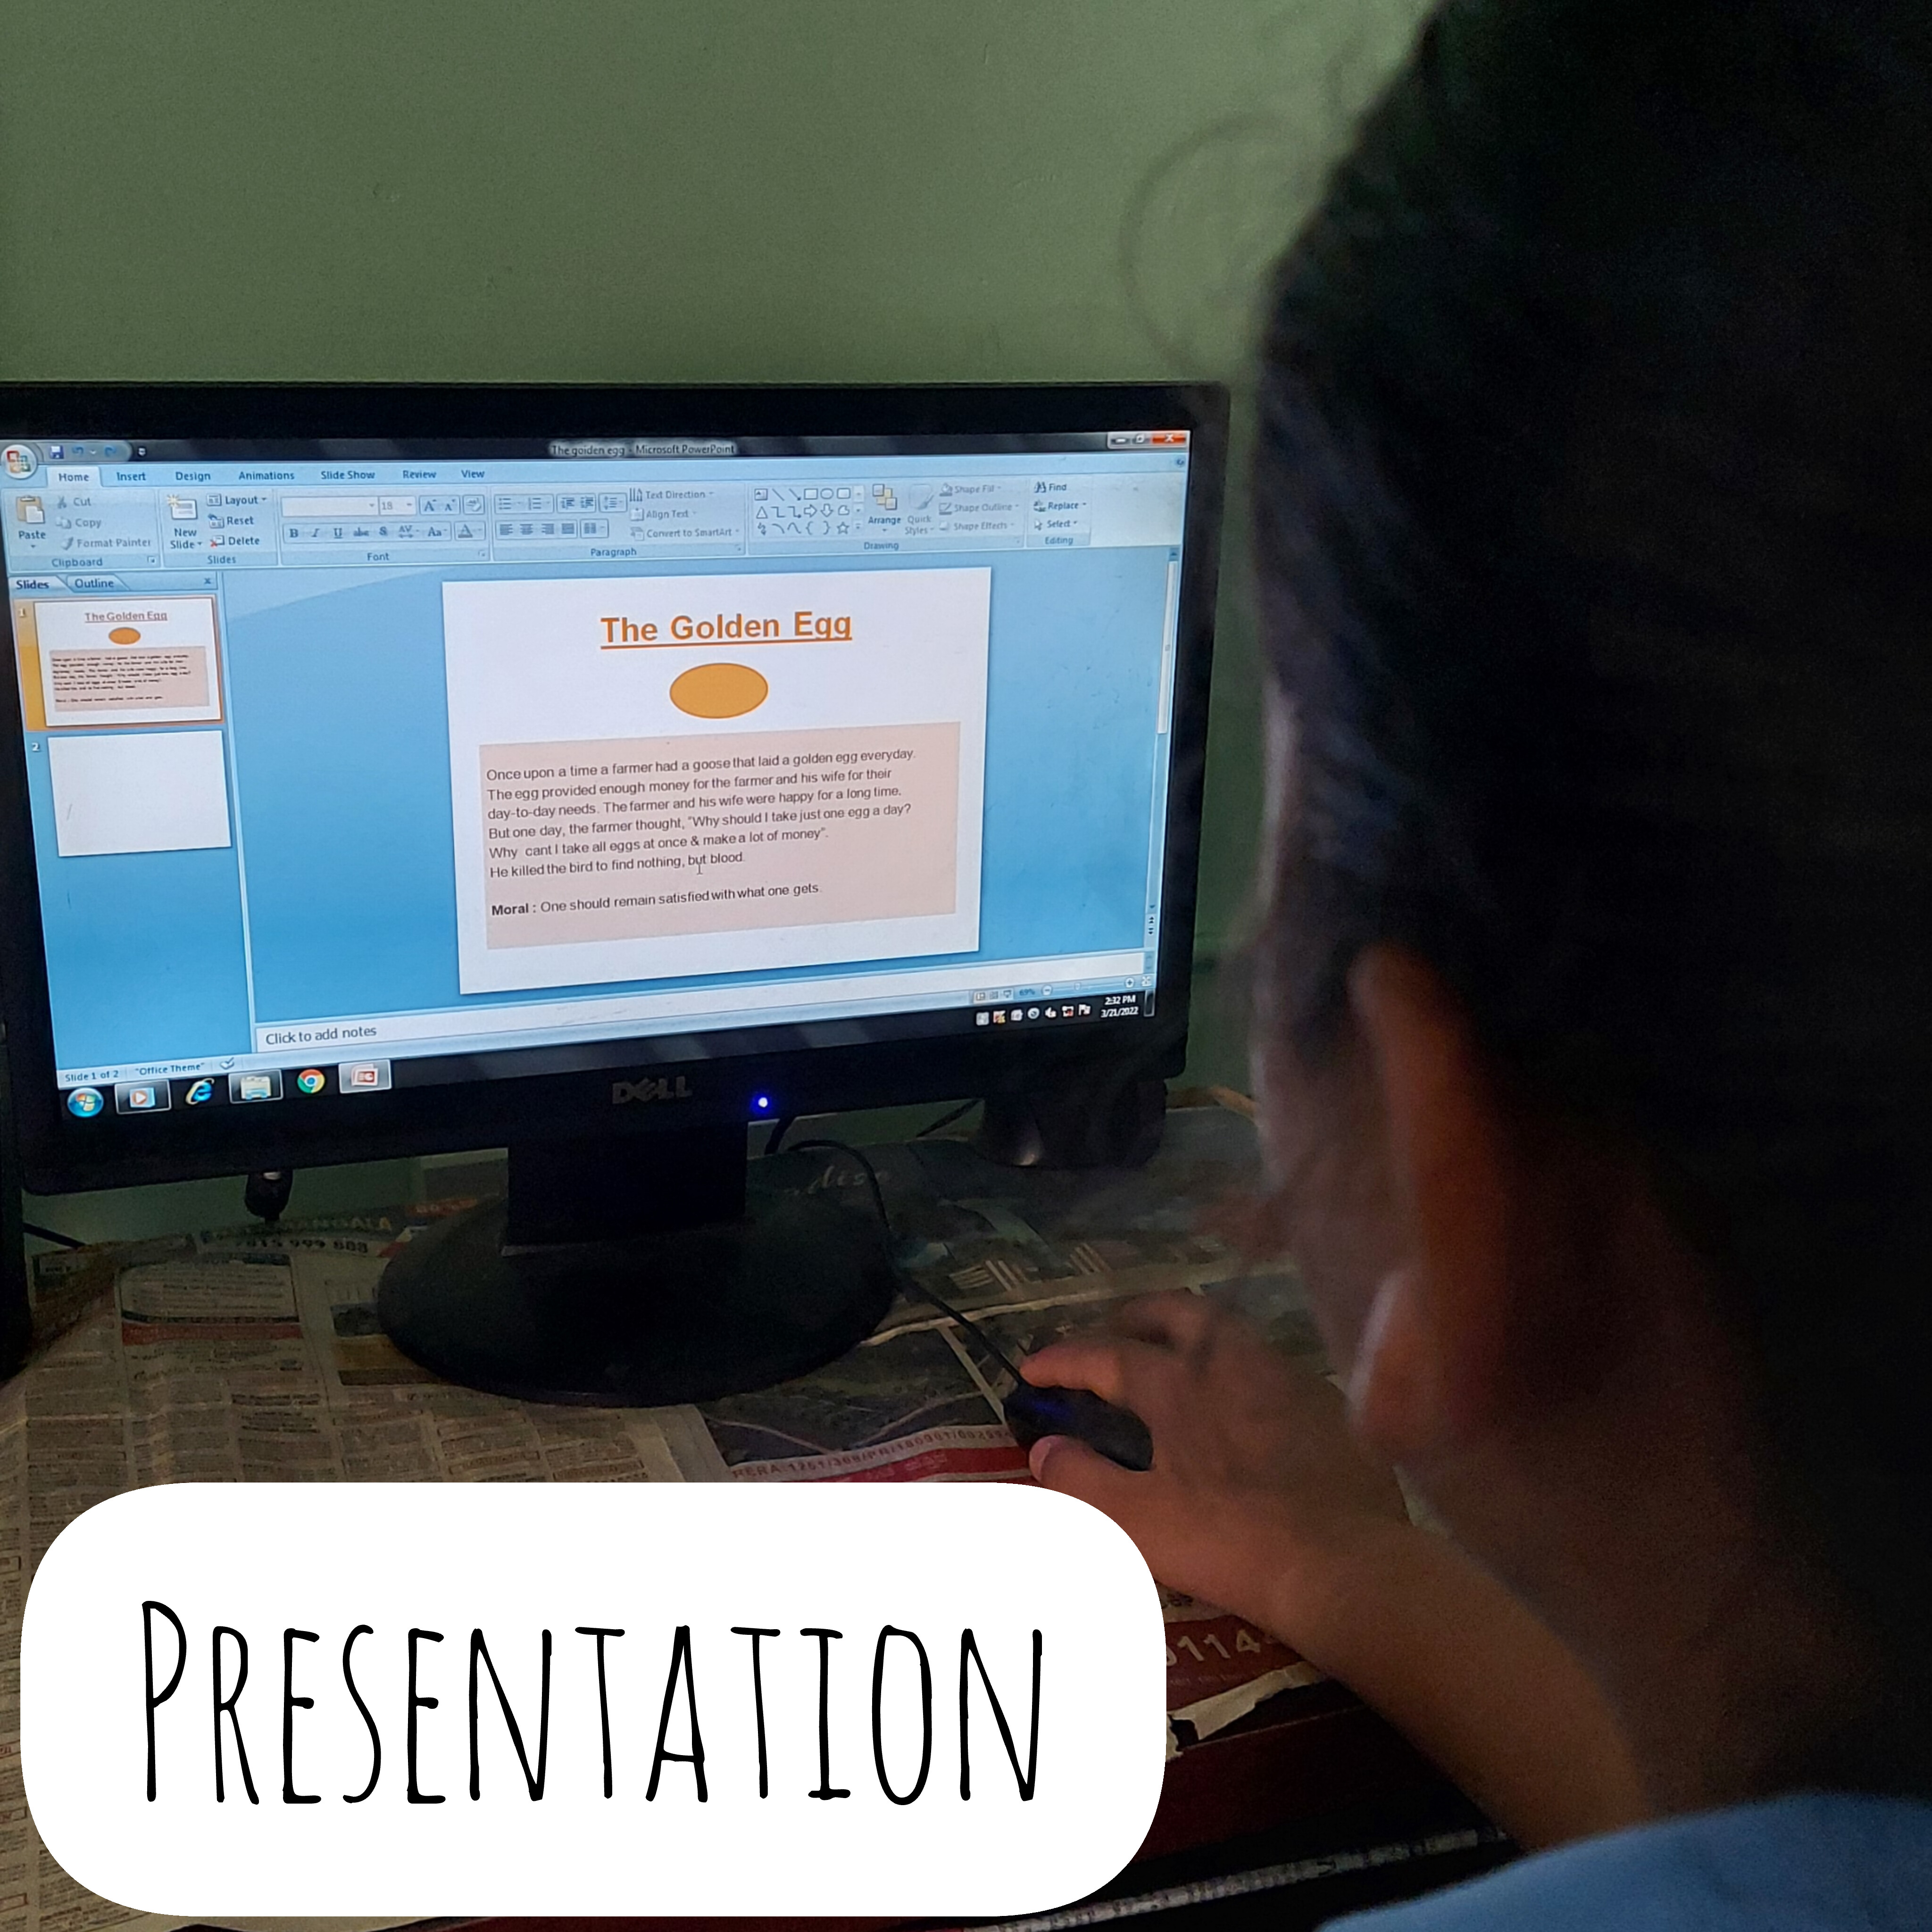 The golden egg - Microsoft PowerPoint
Home Insert Design Animations Slide Show Review View
Cut
Copy
Format Painter
Paste
Clipboard
New
Slide
Layout
Reset
Delete
Slides
18
Font
Text Direction
Align Text
Convert to SmartArt
Paragraph
Arrange
Quick
Styles
Shape Fill
Shape Outline
Shape Effects
Drawing
Find
Replace
Select
Editing
Slides Outline
1
The Golden Egg
2
The Golden Egg
Once upon a time a farmer had a goose that laid a golden egg everyday.
The egg provided enough money for the farmer and his wife for their
day-to-day needs. The farmer and his wife were happy for a long time.
But one day, the farmer thought, “Why should I take just one egg a day?
Why cant I take all eggs at once & make a lot of money”.
He killed the bird to find nothing, but blood.
Moral : One should remain satisfied with what one gets.
Click to add notes
Slide 1 of 2 "Office Theme"
69%
2:32 PM
3/21/2022
DELL
PRESENTATION